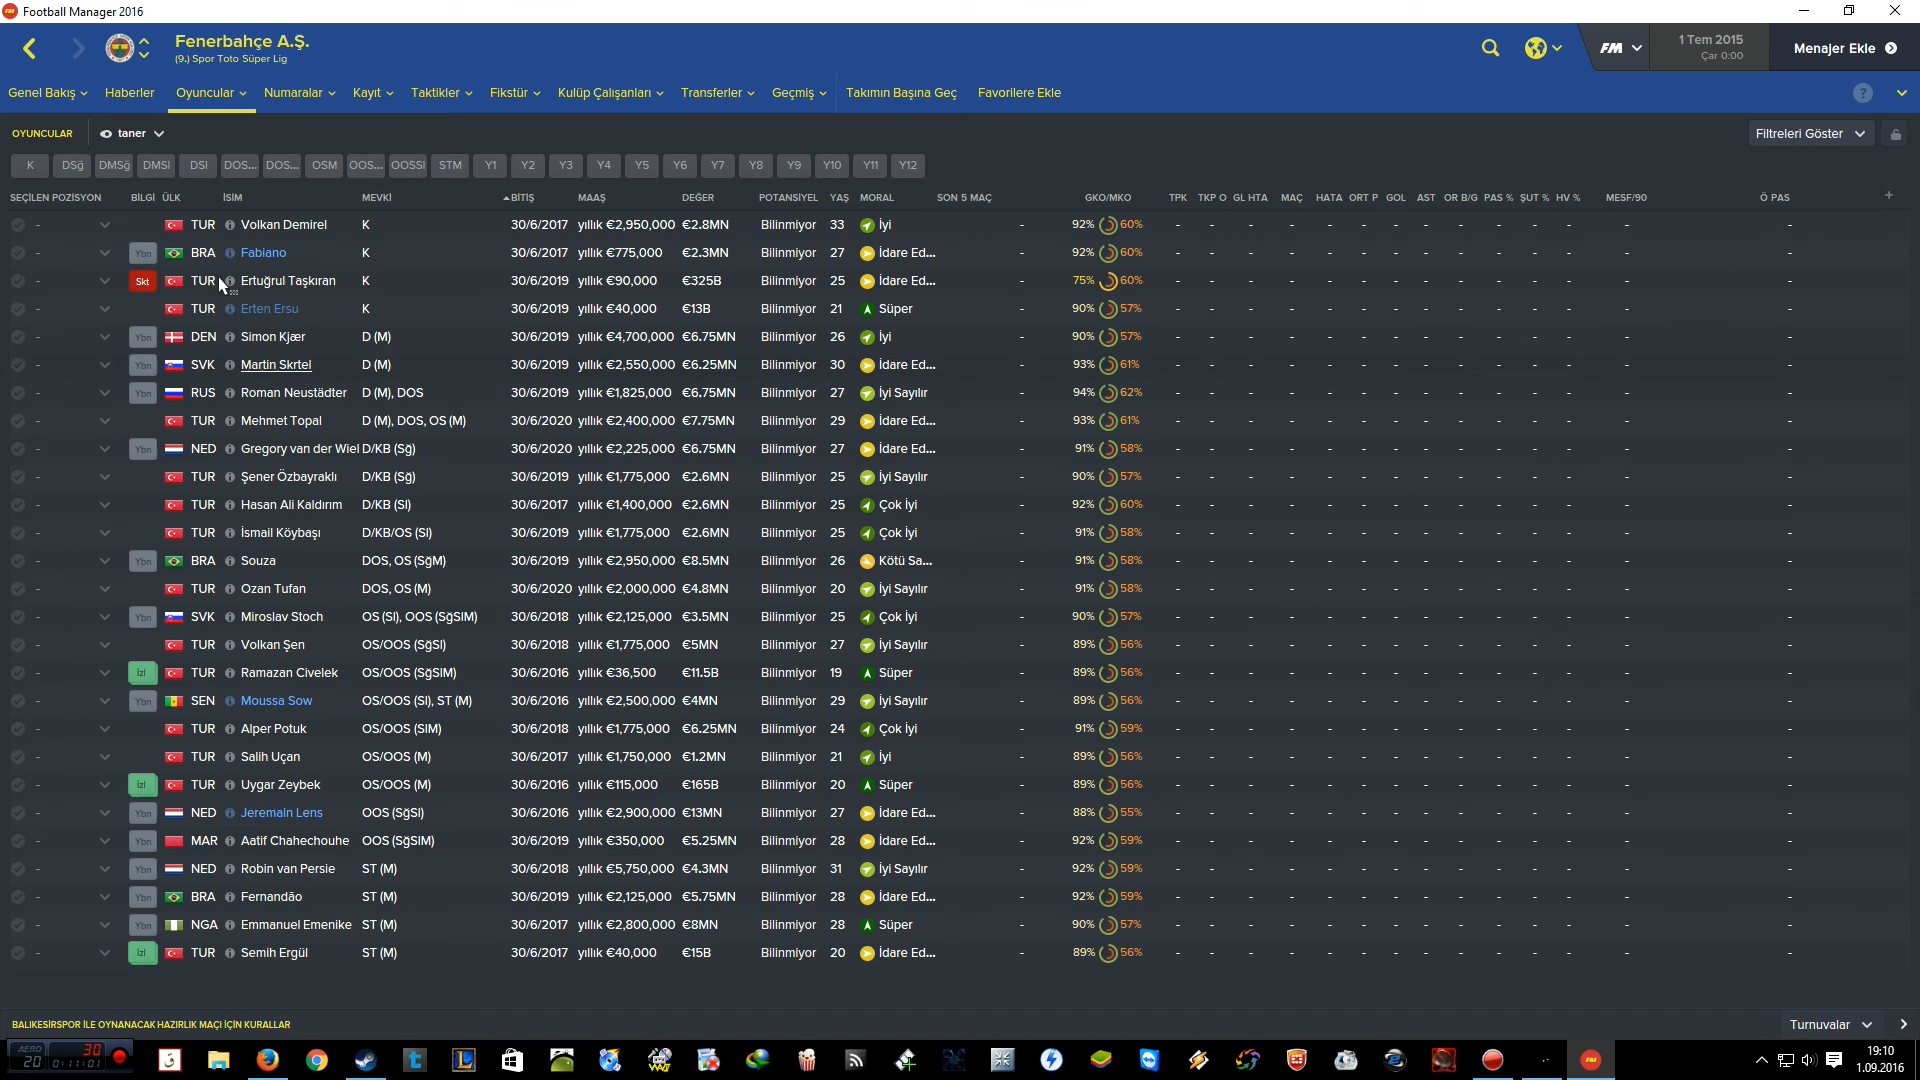 Football Manager 2016
Fenerbahçe A.Ş.
(9.) Spor Toto Süper Lig
FM
1 Tem 2015
Çar 0:00
Menajer Ekle
Genel Bakış Haberler Oyuncular Numaralar Kayıt Taktikler Fikstür Kulüp Çalışanları Transferler Geçmiş Takımın Başına Geç Favorilere Ekle ?
OYUNCULAR taner Filtreleri Göster
K DSğ DMSğ DMSl DSl DOS... DOS... OSM OOS... OOSSl STM Y1 Y2 Y3 Y4 Y5 Y6 Y7 Y8 Y9 Y10 Y11 Y12
SEÇİLEN POZİSYON BİLGİ ÜLK İSİM MEVKİ BİTİŞ MAAŞ DEĞER POTANSİYEL YAŞ MORAL SON 5 MAÇ GKO/MKO TPK TKP O GL HTA MAÇ HATA ORT P GOL AST OR B/G PAS % ŞUT % HV % MESF/90 Ö PAS +
- TUR Volkan Demirel K 30/6/2017 yıllık €2,950,000 €2.8MN Bilinmiyor 33 İyi - 92% 60% - - - - - - - - - - - - - -
- Ybn BRA Fabiano K 30/6/2017 yıllık €775,000 €2.3MN Bilinmiyor 27 İdare Ed... - 92% 60% - - - - - - - - - - - - - -
- Skt TUR Ertuğrul Taşkıran K 30/6/2019 yıllık €90,000 €325B Bilinmiyor 25 İdare Ed... - 75% 60% - - - - - - - - - - - - - -
- TUR Erten Ersu K 30/6/2019 yıllık €40,000 €13B Bilinmiyor 21 Süper - 90% 57% - - - - - - - - - - - - - -
- Ybn DEN Simon Kjær D (M) 30/6/2019 yıllık €4,700,000 €6.75MN Bilinmiyor 26 İyi - 90% 57% - - - - - - - - - - - - - -
- Ybn SVK Martin Skrtel D (M) 30/6/2019 yıllık €2,550,000 €6.25MN Bilinmiyor 30 İdare Ed... - 93% 61% - - - - - - - - - - - - - -
- Ybn RUS Roman Neustädter D (M), DOS 30/6/2019 yıllık €1,825,000 €6.75MN Bilinmiyor 27 İyi Sayılır - 94% 62% - - - - - - - - - - - - - -
- TUR Mehmet Topal D (M), DOS, OS (M) 30/6/2020 yıllık €2,400,000 €7.75MN Bilinmiyor 29 İdare Ed... - 93% 61% - - - - - - - - - - - - - -
- Ybn NED Gregory van der Wiel D/KB (Sğ) 30/6/2020 yıllık €2,225,000 €6.75MN Bilinmiyor 27 İdare Ed... - 91% 58% - - - - - - - - - - - - - -
- TUR Şener Özbayraklı D/KB (Sğ) 30/6/2019 yıllık €1,775,000 €2.6MN Bilinmiyor 25 İyi Sayılır - 90% 57% - - - - - - - - - - - - - -
- TUR Hasan Ali Kaldırım D/KB (Sl) 30/6/2017 yıllık €1,400,000 €2.6MN Bilinmiyor 25 Çok İyi - 92% 60% - - - - - - - - - - - - - -
- TUR İsmail Köybaşı D/KB/OS (Sl) 30/6/2019 yıllık €1,775,000 €2.6MN Bilinmiyor 25 Çok İyi - 91% 58% - - - - - - - - - - - - - -
- Ybn BRA Souza DOS, OS (SğM) 30/6/2019 yıllık €2,950,000 €8.5MN Bilinmiyor 26 Kötü Sa... - 91% 58% - - - - - - - - - - - - - -
- TUR Ozan Tufan DOS, OS (M) 30/6/2020 yıllık €2,000,000 €4.8MN Bilinmiyor 20 İyi Sayılır - 91% 58% - - - - - - - - - - - - - -
- Ybn SVK Miroslav Stoch OS (Sl), OOS (SğSlM) 30/6/2018 yıllık €2,125,000 €3.5MN Bilinmiyor 25 Çok İyi - 90% 57% - - - - - - - - - - - - - -
- TUR Volkan Şen OS/OOS (SğSl) 30/6/2018 yıllık €1,775,000 €5MN Bilinmiyor 27 İyi Sayılır - 89% 56% - - - - - - - - - - - - - -
- İzl TUR Ramazan Civelek OS/OOS (SğSlM) 30/6/2016 yıllık €36,500 €11.5B Bilinmiyor 19 Süper - 89% 56% - - - - - - - - - - - - - -
- Ybn SEN Moussa Sow OS/OOS (Sl), ST (M) 30/6/2016 yıllık €2,500,000 €4MN Bilinmiyor 29 İyi Sayılır - 89% 56% - - - - - - - - - - - - - -
- TUR Alper Potuk OS/OOS (SlM) 30/6/2018 yıllık €1,775,000 €6.25MN Bilinmiyor 24 Çok İyi - 91% 59% - - - - - - - - - - - - - -
- TUR Salih Uçan OS/OOS (M) 30/6/2017 yıllık €1,750,000 €1.2MN Bilinmiyor 21 İyi - 89% 56% - - - - - - - - - - - - - -
- İzl TUR Uygar Zeybek OS/OOS (M) 30/6/2016 yıllık €115,000 €165B Bilinmiyor 20 Süper - 89% 56% - - - - - - - - - - - - - -
- Ybn NED Jeremain Lens OOS (SğSl) 30/6/2016 yıllık €2,900,000 €13MN Bilinmiyor 27 İdare Ed... - 88% 55% - - - - - - - - - - - - - -
- Ybn MAR Aatif Chahechouhe OOS (SğSlM) 30/6/2019 yıllık €350,000 €5.25MN Bilinmiyor 28 İdare Ed... - 92% 59% - - - - - - - - - - - - - -
- Ybn NED Robin van Persie ST (M) 30/6/2018 yıllık €5,750,000 €4.3MN Bilinmiyor 31 İyi Sayılır - 92% 59% - - - - - - - - - - - - - -
- Ybn BRA Fernandão ST (M) 30/6/2019 yıllık €2,125,000 €5.75MN Bilinmiyor 28 İdare Ed... - 92% 59% - - - - - - - - - - - - - -
- Ybn NGA Emmanuel Emenike ST (M) 30/6/2017 yıllık €2,800,000 €8MN Bilinmiyor 28 Süper - 90% 57% - - - - - - - - - - - - - -
- İzl TUR Semih Ergül ST (M) 30/6/2017 yıllık €40,000 €15B Bilinmiyor 20 İdare Ed... - 89% 56% - - - - - - - - - - - - - -
BALIKESİRSPOR İLE OYNANACAK HAZIRLIK MAÇI İÇİN KURALLAR Turnuvalar
AERO 30
20 0:11:01
19:10
1.09.2016